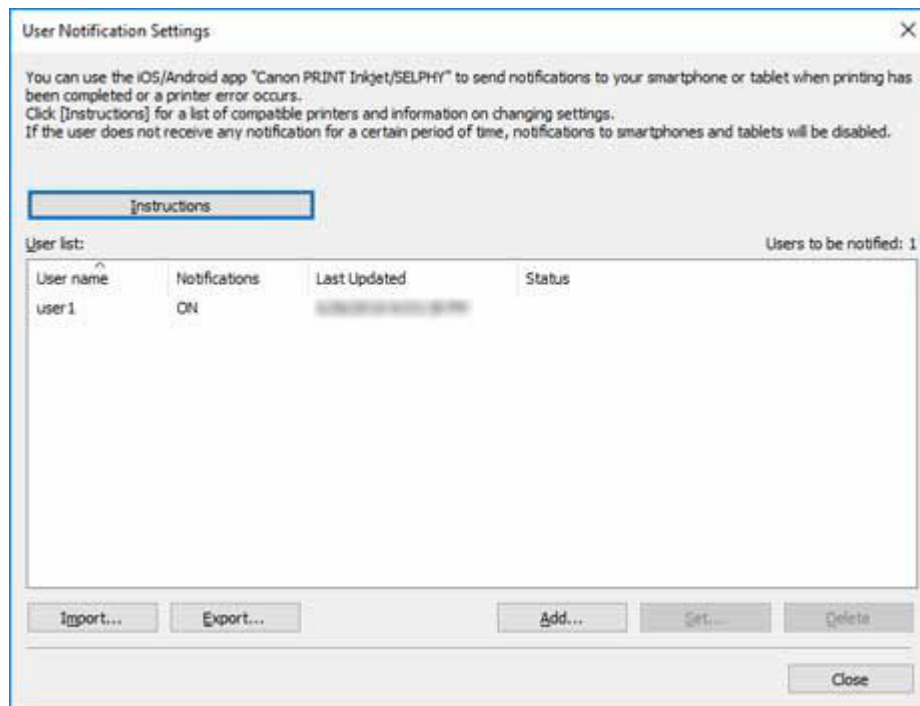 User Notification Settings
You can use the iOS/Android app "Canon PRINT Inkjet/SELPHY" to send notifications to your smartphone or tablet when printing has
been completed or a printer error occurs.
Click [Instructions] for a list of compatible printers and information on changing settings.
If the user does not receive any notification for a certain period of time, notifications to smartphones and tablets will be disabled.
Instructions
User list: Users to be notified: 1
User name Notifications Last Updated Status
user1 ON
Import... Export... Add... Set... Delete
Close